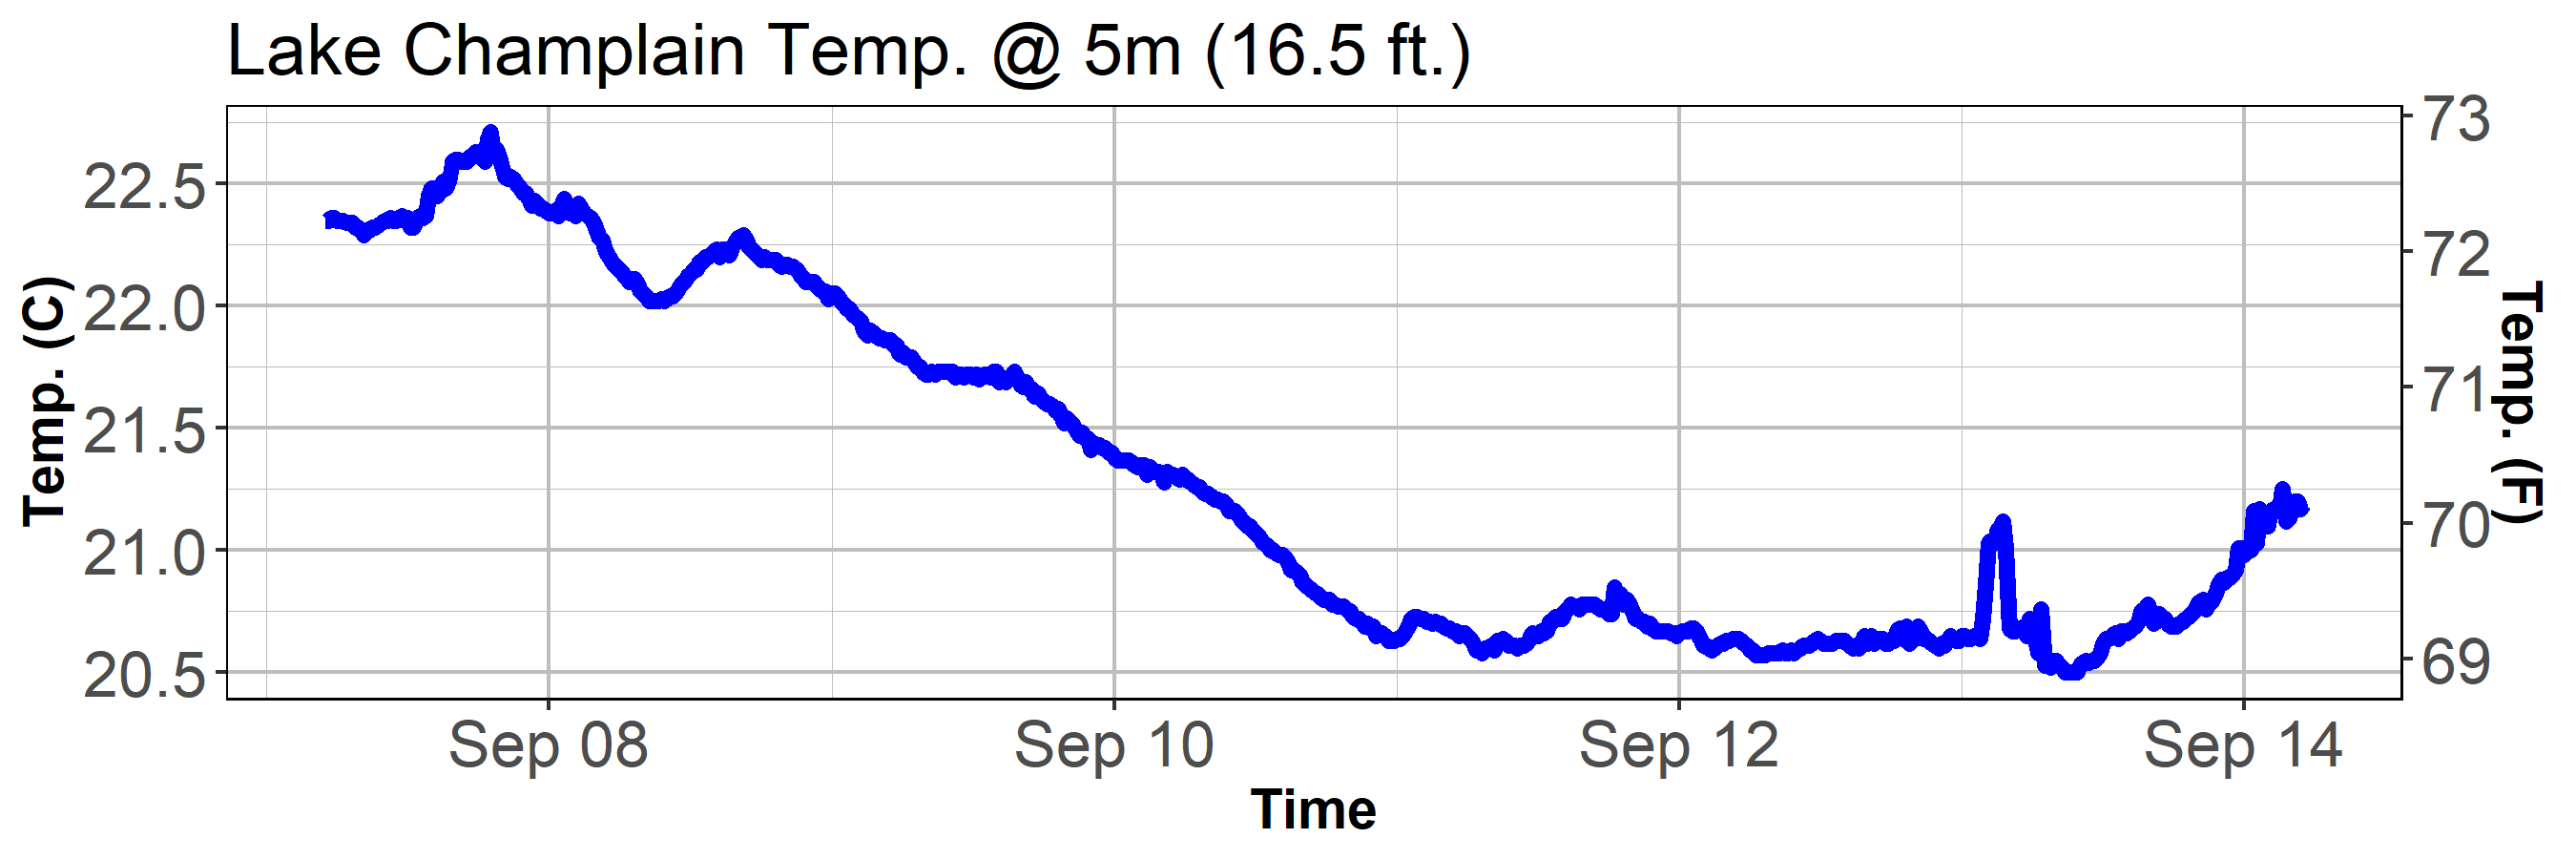 Lake Champlain Temp. @ 5m (16.5 ft.)
Temp. (C)
22.5
22.0
21.5
21.0
20.5
73
72
71
70
69
Temp. (F)
Sep 08 Sep 10 Sep 12 Sep 14
Time